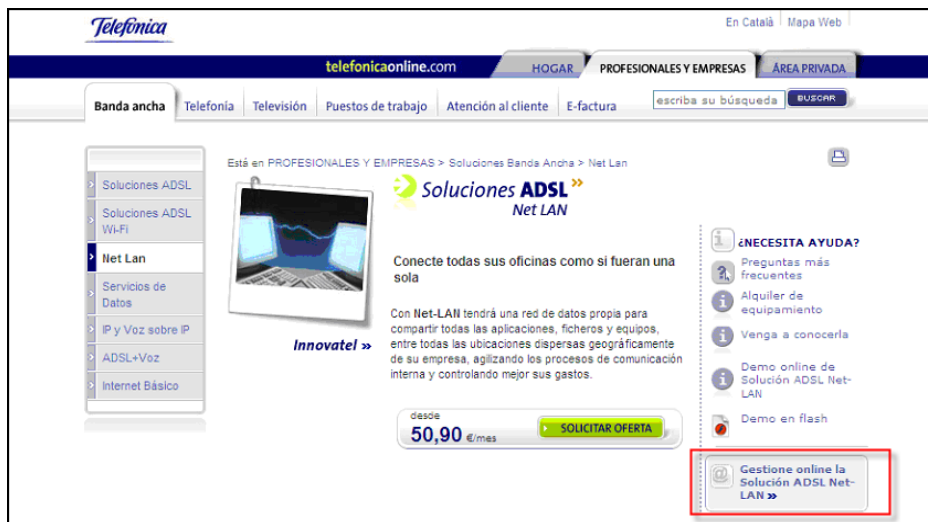 Telefónica
En Català
Mapa Web
telefonicaonline.com
HOGAR
PROFESIONALES Y EMPRESAS
ÁREA PRIVADA
Banda ancha
Telefonía
Televisión
Puestos de trabajo
Atención al cliente
E-factura
escriba su búsqueda
BUSCAR
Está en PROFESIONALES Y EMPRESAS > Soluciones Banda Ancha > Net Lan
Soluciones ADSL
Soluciones ADSL
Wi-Fi
Net Lan
Servicios de
Datos
IP y Voz sobre IP
ADSL+Voz
Internet Básico
Innovatel »
Soluciones ADSL »
Net LAN
Conecte todas sus oficinas como si fueran una
sola
Con Net-LAN tendrá una red de datos propia para
compartir todas las aplicaciones, ficheros y equipos,
entre todas las ubicaciones dispersas geográficamente
de su empresa, agilizando los procesos de comunicación
interna y controlando mejor sus gastos.
desde
50,90 €/mes
SOLICITAR OFERTA
¿NECESITA AYUDA?
Preguntas más
frecuentes
Alquiler de
equipamiento
Venga a conocerla
Demo online de
Solución ADSL Net-
LAN
Demo en flash
Gestione online la
Solución ADSL Net-
LAN »